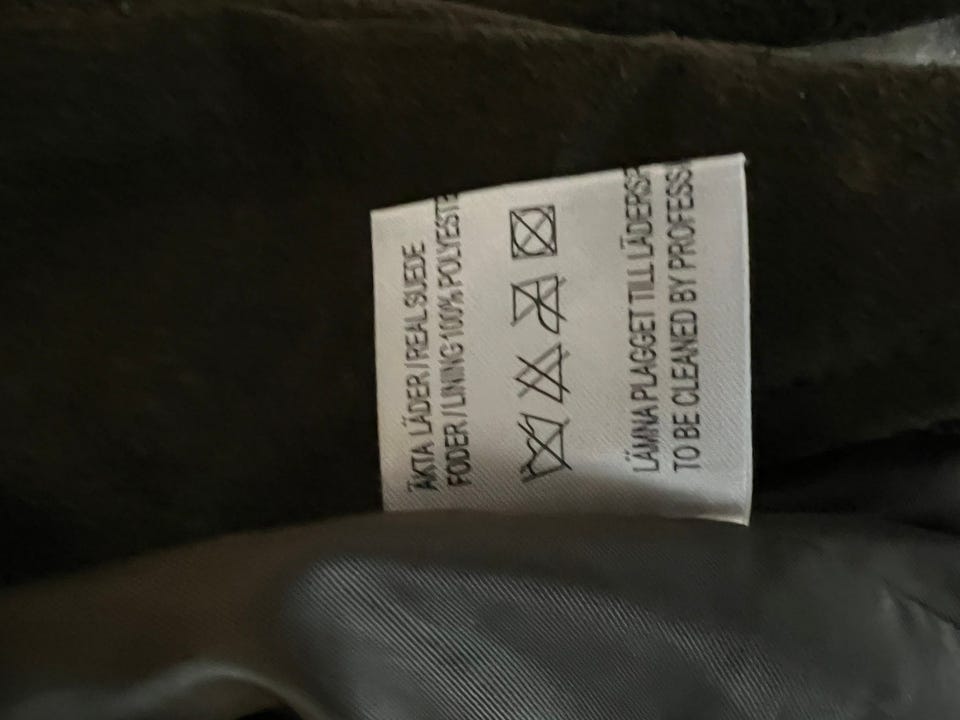 ÄKTA LÄDER / REAL SUEDE
FODER / LINING 100% POLYESTE
LÄMNA PLAGGET TILL LÄDERSP
TO BE CLEANED BY PROFESS